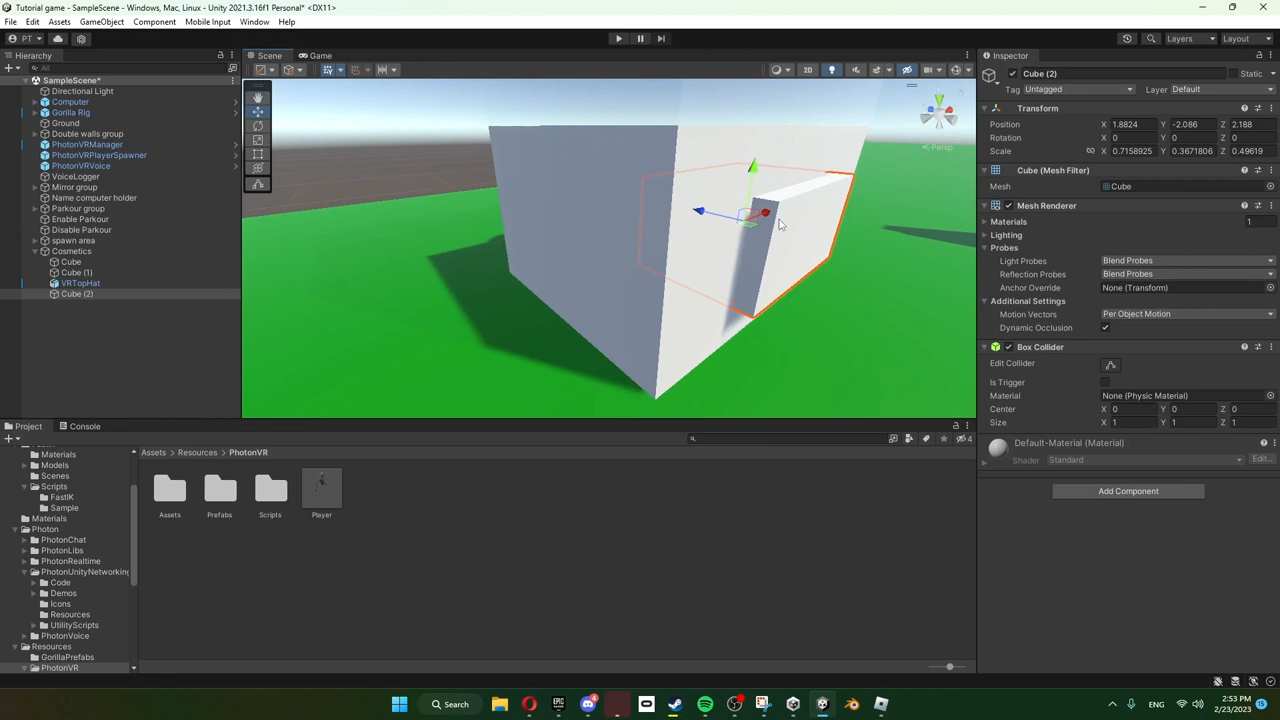 Tutorial game - SampleScene - Windows, Mac, Linux - Unity 2021.3.16f1 Personal* <DX11>
File Edit Assets GameObject Component Mobile Input Window Help
PT Layers Layout
Hierarchy Scene Game Inspector
All
SampleScene*
Directional Light
Computer
Gorilla Rig
Ground
Double walls group
PhotonVRManager
PhotonVRPlayerSpawner
PhotonVRVoice
VoiceLogger
Mirror group
Name computer holder
Parkour group
Enable Parkour
Disable Parkour
spawn area
Cosmetics
Cube
Cube (1)
VRTopHat
Cube (2)
2D
Persp
Cube (2) Static
Tag Untagged Layer Default
Transform
Position X 1.8824 Y -2.086 Z 2.188
Rotation X 0 Y 0 Z 0
Scale X 0.7158925 Y 0.3671806 Z 0.49619
Cube (Mesh Filter)
Mesh Cube
Mesh Renderer
Materials 1
Lighting
Probes
Light Probes Blend Probes
Reflection Probes Blend Probes
Anchor Override None (Transform)
Additional Settings
Motion Vectors Per Object Motion
Dynamic Occlusion
Box Collider
Edit Collider
Is Trigger
Material None (Physic Material)
Center X 0 Y 0 Z 0
Size X 1 Y 1 Z 1
Default-Material (Material)
Shader Standard Edit...
Add Component
Project Console
4
Materials
Models
Scenes
Scripts
FastIK
Sample
Materials
Photon
PhotonChat
PhotonLibs
PhotonRealtime
PhotonUnityNetworking
Code
Demos
Icons
Resources
UtilityScripts
PhotonVoice
Resources
GorillaPrefabs
PhotonVR
Assets Resources PhotonVR
Assets Prefabs Scripts Player
Search
4
2:53 PM
2/23/2023